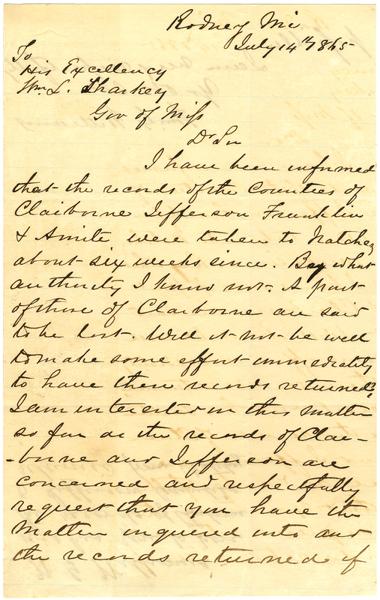 Rodney Mi
July 14th 1865
To
His Excellency
Wm. L. Sharkey
Gov of Miss
Dr Sir
I have been informed
that the records of the Counties of
Claiborne Jefferson Franklin
& Amite were taken to Natchez
about six weeks since. By what
authority I know not. A part
of those of Claiborne are said
to be lost. Will it not be well
to make some effort immediately
to have these records returned?
I am interested in this matter
so far as the records of Clai-
-borne and Jefferson are
concerned and respectfully
request that you have the
matter inquired into and
the records returned if